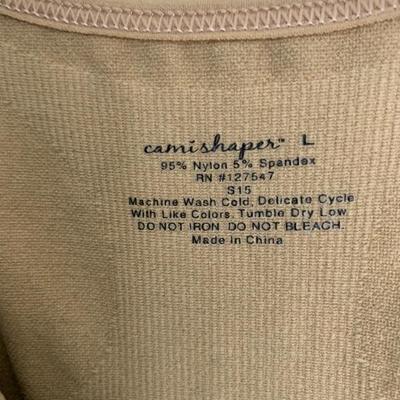 camishaper™ L
95% Nylon 5% Spandex
RN #127547
S15
Machine Wash Cold, Delicate Cycle
With Like Colors, Tumble Dry Low
DO NOT IRON DO NOT BLEACH.
Made in China